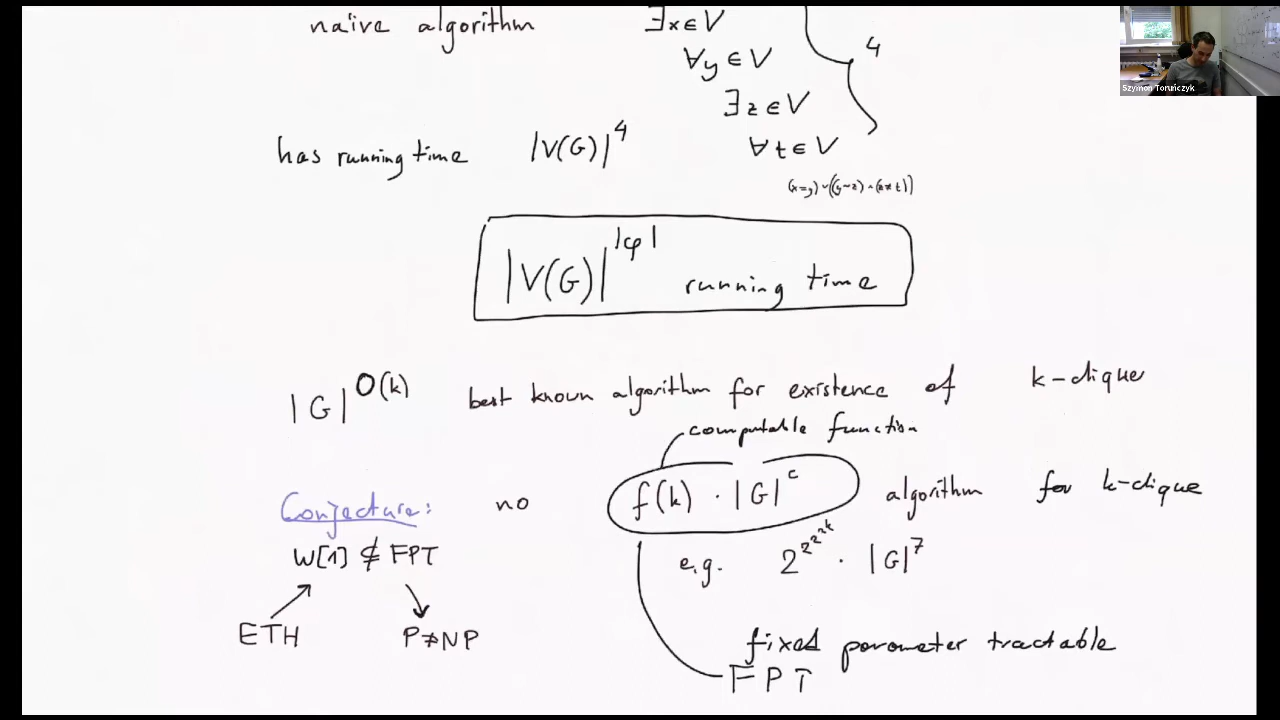 naïve algorithm ∃x∈V
∀y∈V 4
∃z∈V
has running time |V(G)|⁴ ∀t∈V
(x=y)∨((y~z)∧(z≠t))
|V(G)|^|φ| running time
|G|^O(k) best known algorithm for existence of k-clique
computable function
Conjecture: no f(k)·|G|^c algorithm for k-clique
W[1] ⊄ FPT e.g. 2^2^2^2^k · |G|⁷
ETH P≠NP fixed parameter tractable
FPT
Szymon Toruńczyk